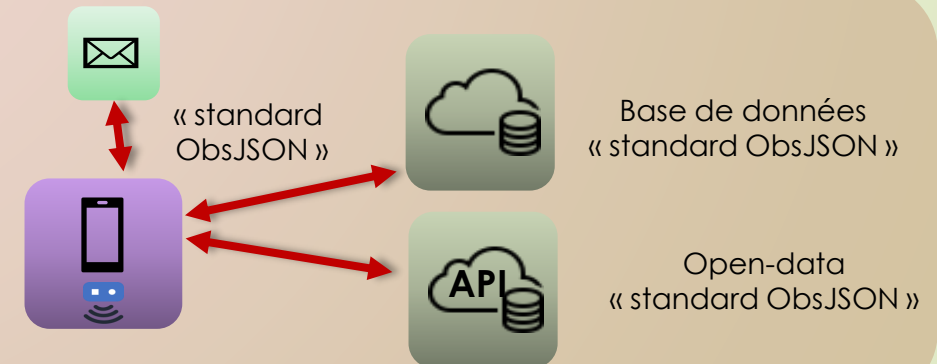 « standard
ObsJSON »
Base de données
« standard ObsJSON »
API
Open-data
« standard ObsJSON »